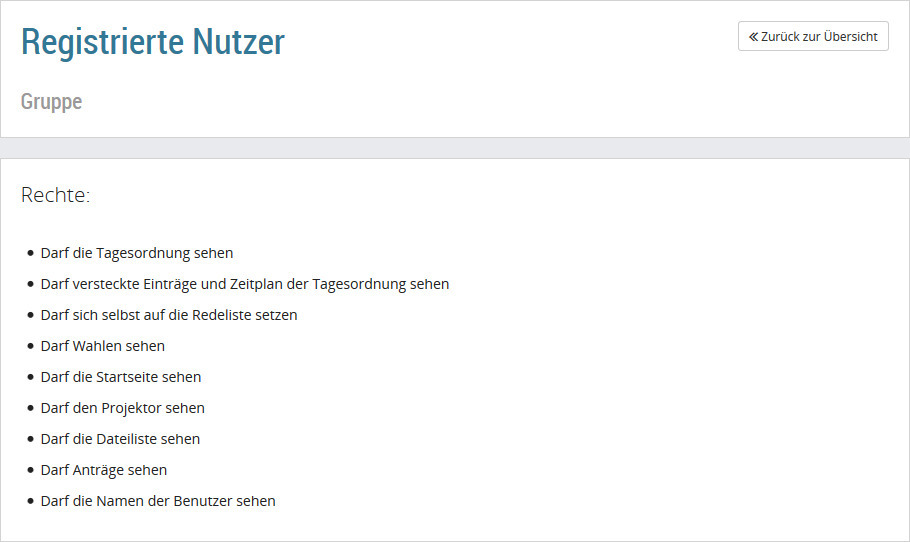 Registrierte Nutzer
« Zurück zur Übersicht
Gruppe
Rechte:
• Darf die Tagesordnung sehen
• Darf versteckte Einträge und Zeitplan der Tagesordnung sehen
• Darf sich selbst auf die Redeliste setzen
• Darf Wahlen sehen
• Darf die Startseite sehen
• Darf den Projektor sehen
• Darf die Dateiliste sehen
• Darf Anträge sehen
• Darf die Namen der Benutzer sehen